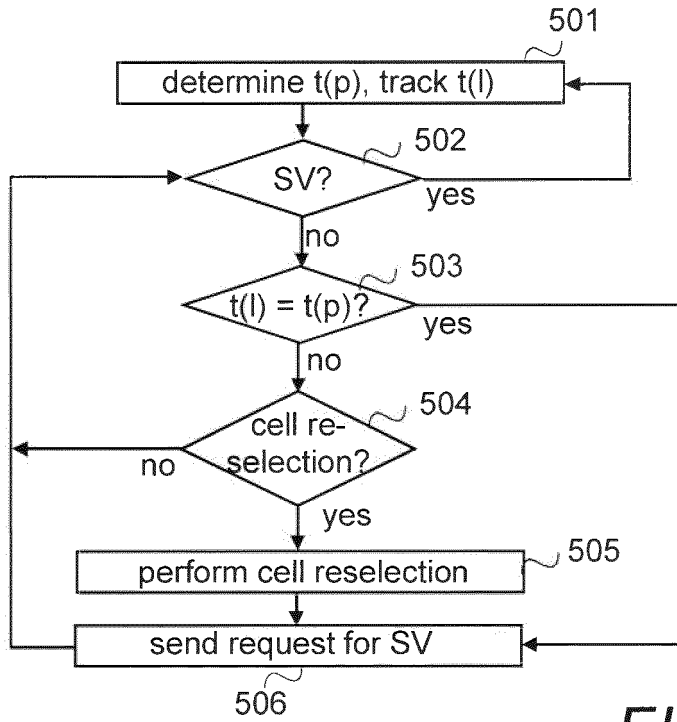 501
determine t(p), track t(l)
502
SV?
yes
no
503
t(l) = t(p)?
yes
no
504
cell re-
selection?
no
yes
505
perform cell reselection
send request for SV
506